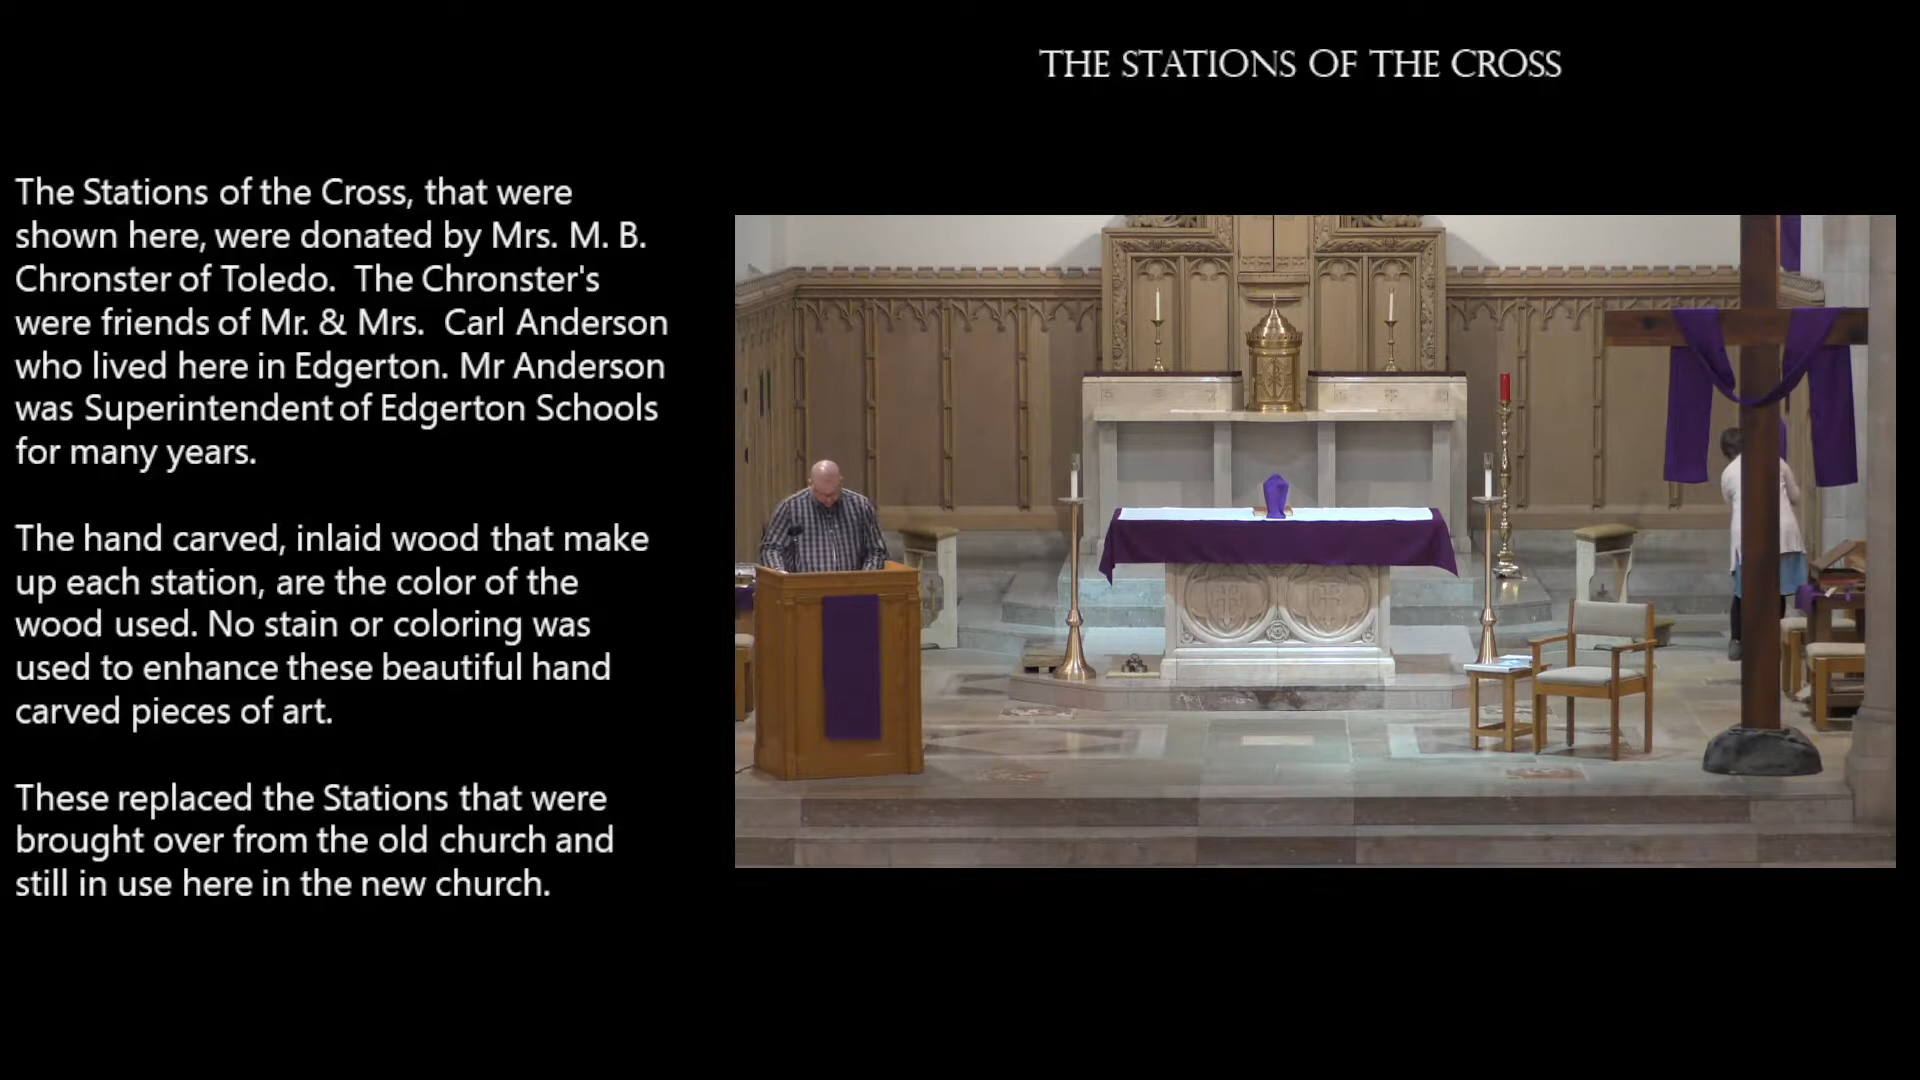 THE STATIONS OF THE CROSS
The Stations of the Cross, that were
shown here, were donated by Mrs. M. B.
Chronster of Toledo.  The Chronster's
were friends of Mr. & Mrs.  Carl Anderson
who lived here in Edgerton. Mr Anderson
was Superintendent of Edgerton Schools
for many years.
The hand carved, inlaid wood that make
up each station, are the color of the
wood used. No stain or coloring was
used to enhance these beautiful hand
carved pieces of art.
These replaced the Stations that were
brought over from the old church and
still in use here in the new church.